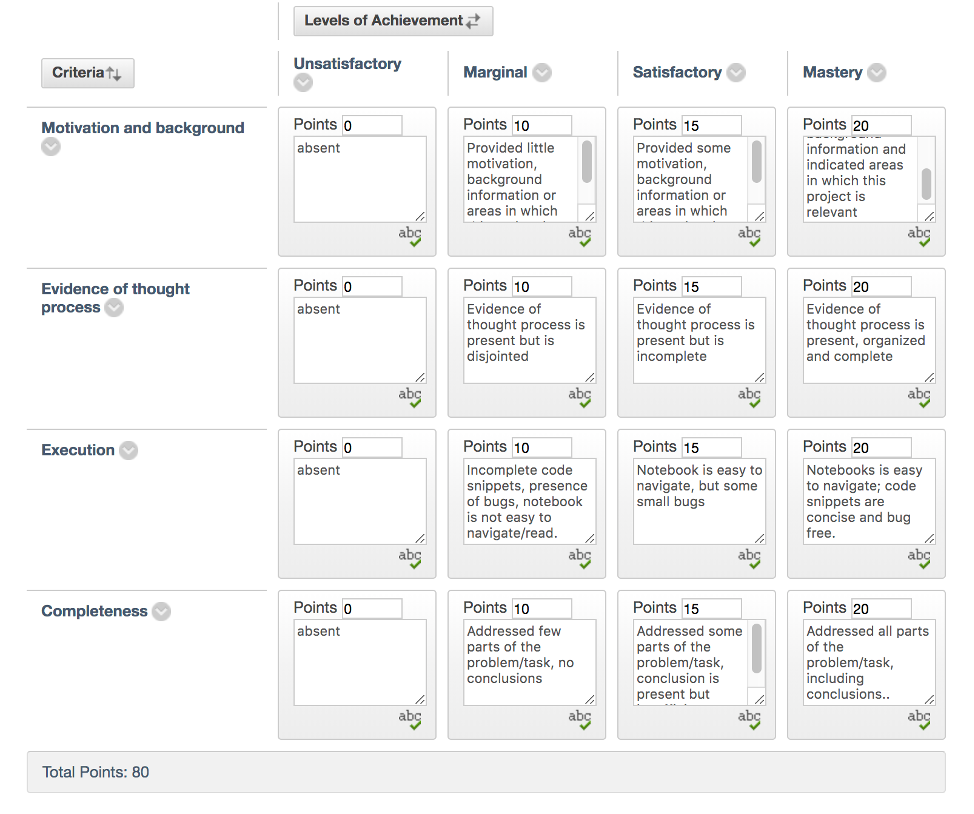 Levels of Achievement
Criteria
Unsatisfactory
Marginal
Satisfactory
Mastery
Motivation and background
Points 0
absent
abc
Points 10
Provided little
motivation,
background
information or
areas in which
abc
Points 15
Provided some
motivation,
background
information or
areas in which
abc
Points 20
information and
indicated areas
in which this
project is
relevant
abc
Evidence of thought
process
Points 0
absent
abc
Points 10
Evidence of
thought process is
present but is
disjointed
abc
Points 15
Evidence of
thought process is
present but is
incomplete
abc
Points 20
Evidence of
thought process is
present, organized
and complete
abc
Execution
Points 0
absent
abc
Points 10
Incomplete code
snippets, presence
of bugs, notebook
is not easy to
navigate/read.
abc
Points 15
Notebook is easy to
navigate, but some
small bugs
abc
Points 20
Notebooks is easy
to navigate; code
snippets are
concise and bug
free.
abc
Completeness
Points 0
absent
abc
Points 10
Addressed few
parts of the
problem/task, no
conclusions
abc
Points 15
Addressed some
parts of the
problem/task,
conclusion is
present but
abc
Points 20
Addressed all parts
of the
problem/task,
including
conclusions..
abc
Total Points: 80